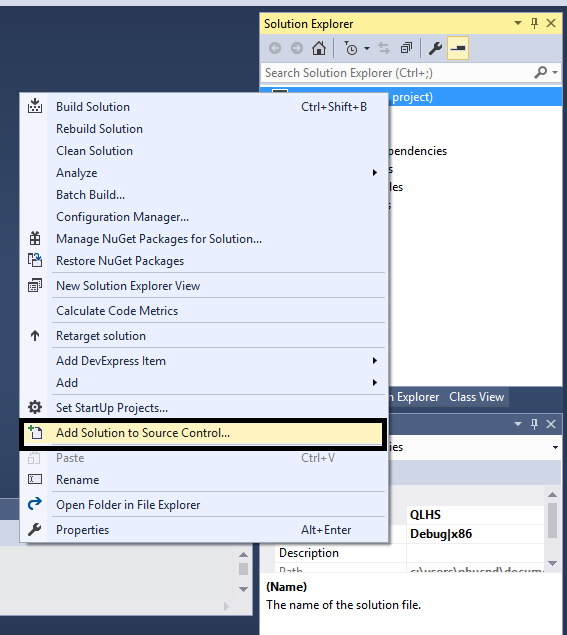 Solution Explorer
Search Solution Explorer (Ctrl+;)
project)
Build Solution Ctrl+Shift+B
Rebuild Solution
Clean Solution
Analyze
Batch Build...
Configuration Manager...
Manage NuGet Packages for Solution...
Restore NuGet Packages
New Solution Explorer View
Calculate Code Metrics
Retarget solution
Add DevExpress Item
Add
Set StartUp Projects...
Add Solution to Source Control...
Paste Ctrl+V
Rename
Open Folder in File Explorer
Properties Alt+Enter
pendencies
s
les
s
n Explorer Class View
ies
QLHS
Debug|x86
Description
Path
(Name)
The name of the solution file.